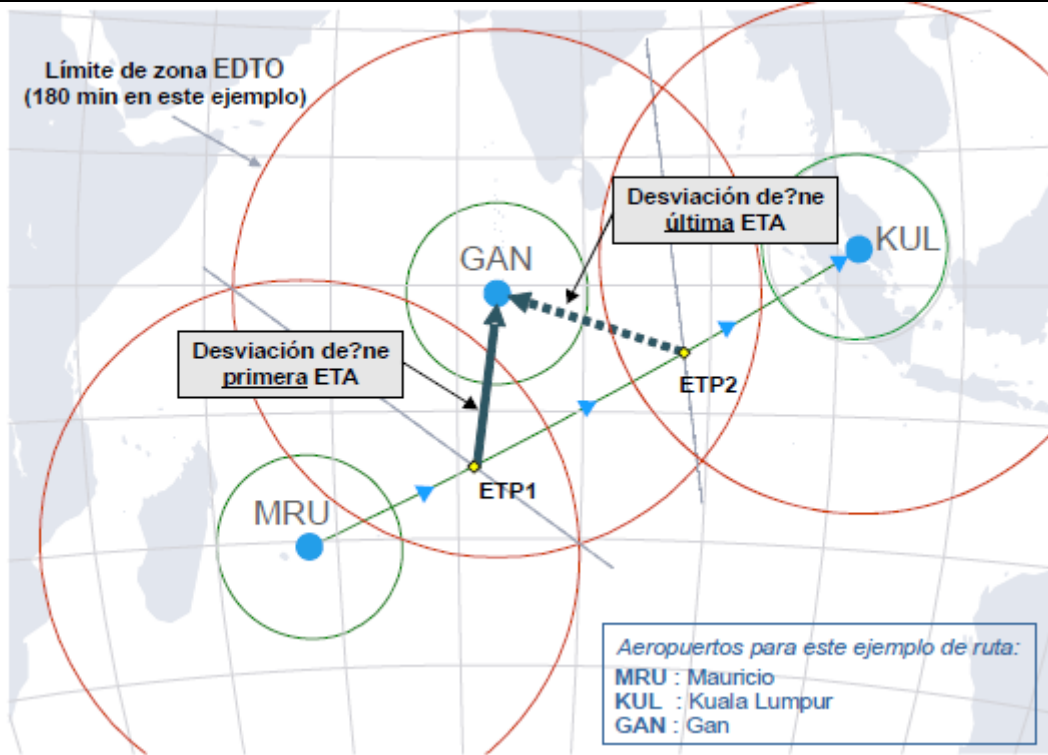 Límite de zona EDTO
(180 min en este ejemplo)
Desviación de?ne
última ETA
KUL
GAN
Desviación de?ne
primera ETA
ETP2
ETP1
MRU
Aeropuertos para este ejemplo de ruta:
MRU : Mauricio
KUL : Kuala Lumpur
GAN : Gan